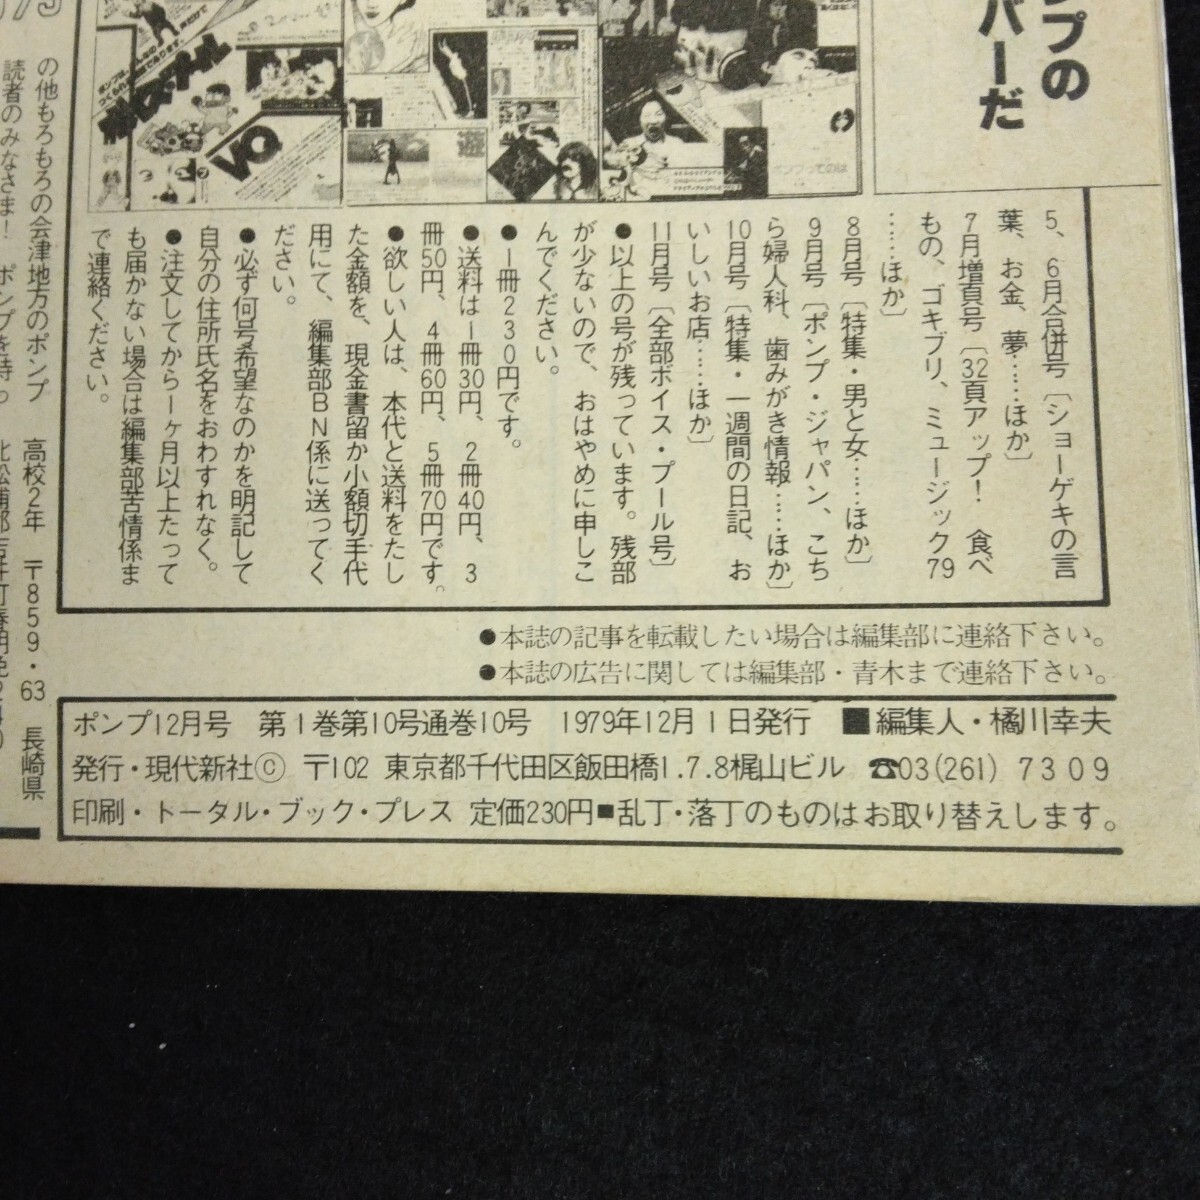 プの
バーだ
5、6月合併号〔ショーゲキの言
葉、お金、夢……ほか〕
7月増頁号〔32頁アップ！　食べ
もの、ゴキブリ、ミュージック79
……ほか〕
8月号〔特集・男と女……ほか〕
9月号〔ポンプ・ジャパン、こち
ら婦人科、歯みがき情報……ほか〕
10月号〔特集・一週間の日記、お
いしいお店……ほか〕
11月号〔全部ボイス・プール号〕
●以上の号が残っています。残部
が少ないので、おはやめに申しこ
んでください。
●一冊230円です。
●送料は一冊30円、2冊40円、3
冊50円、4冊60円、5冊70円です。
●欲しい人は、本代と送料をたし
た金額を、現金書留か小額切手代
用にて、編集部BN係に送ってく
ださい。
●必ず何号希望なのかを明記して
自分の住所氏名をおわすれなく。
●注文してから一ヶ月以上たって
も届かない場合は編集部苦情係ま
で連絡ください。
の他もろもろの会津地方のポンプ
読者のみなさま！　ポンプを持っ
高校2年　〒859・63　長崎県
●本誌の記事を転載したい場合は編集部に連絡下さい。
●本誌の広告に関しては編集部・青木まで連絡下さい。
ポンプ12月号　第1巻第10号通巻10号　1979年12月1日発行　■編集人・橘川幸夫
発行・現代新社ⓒ　〒102　東京都千代田区飯田橋1.7.8梶山ビル　☎03(261)7309
印刷・トータル・ブック・プレス　定価230円■乱丁・落丁のものはお取り替えします。